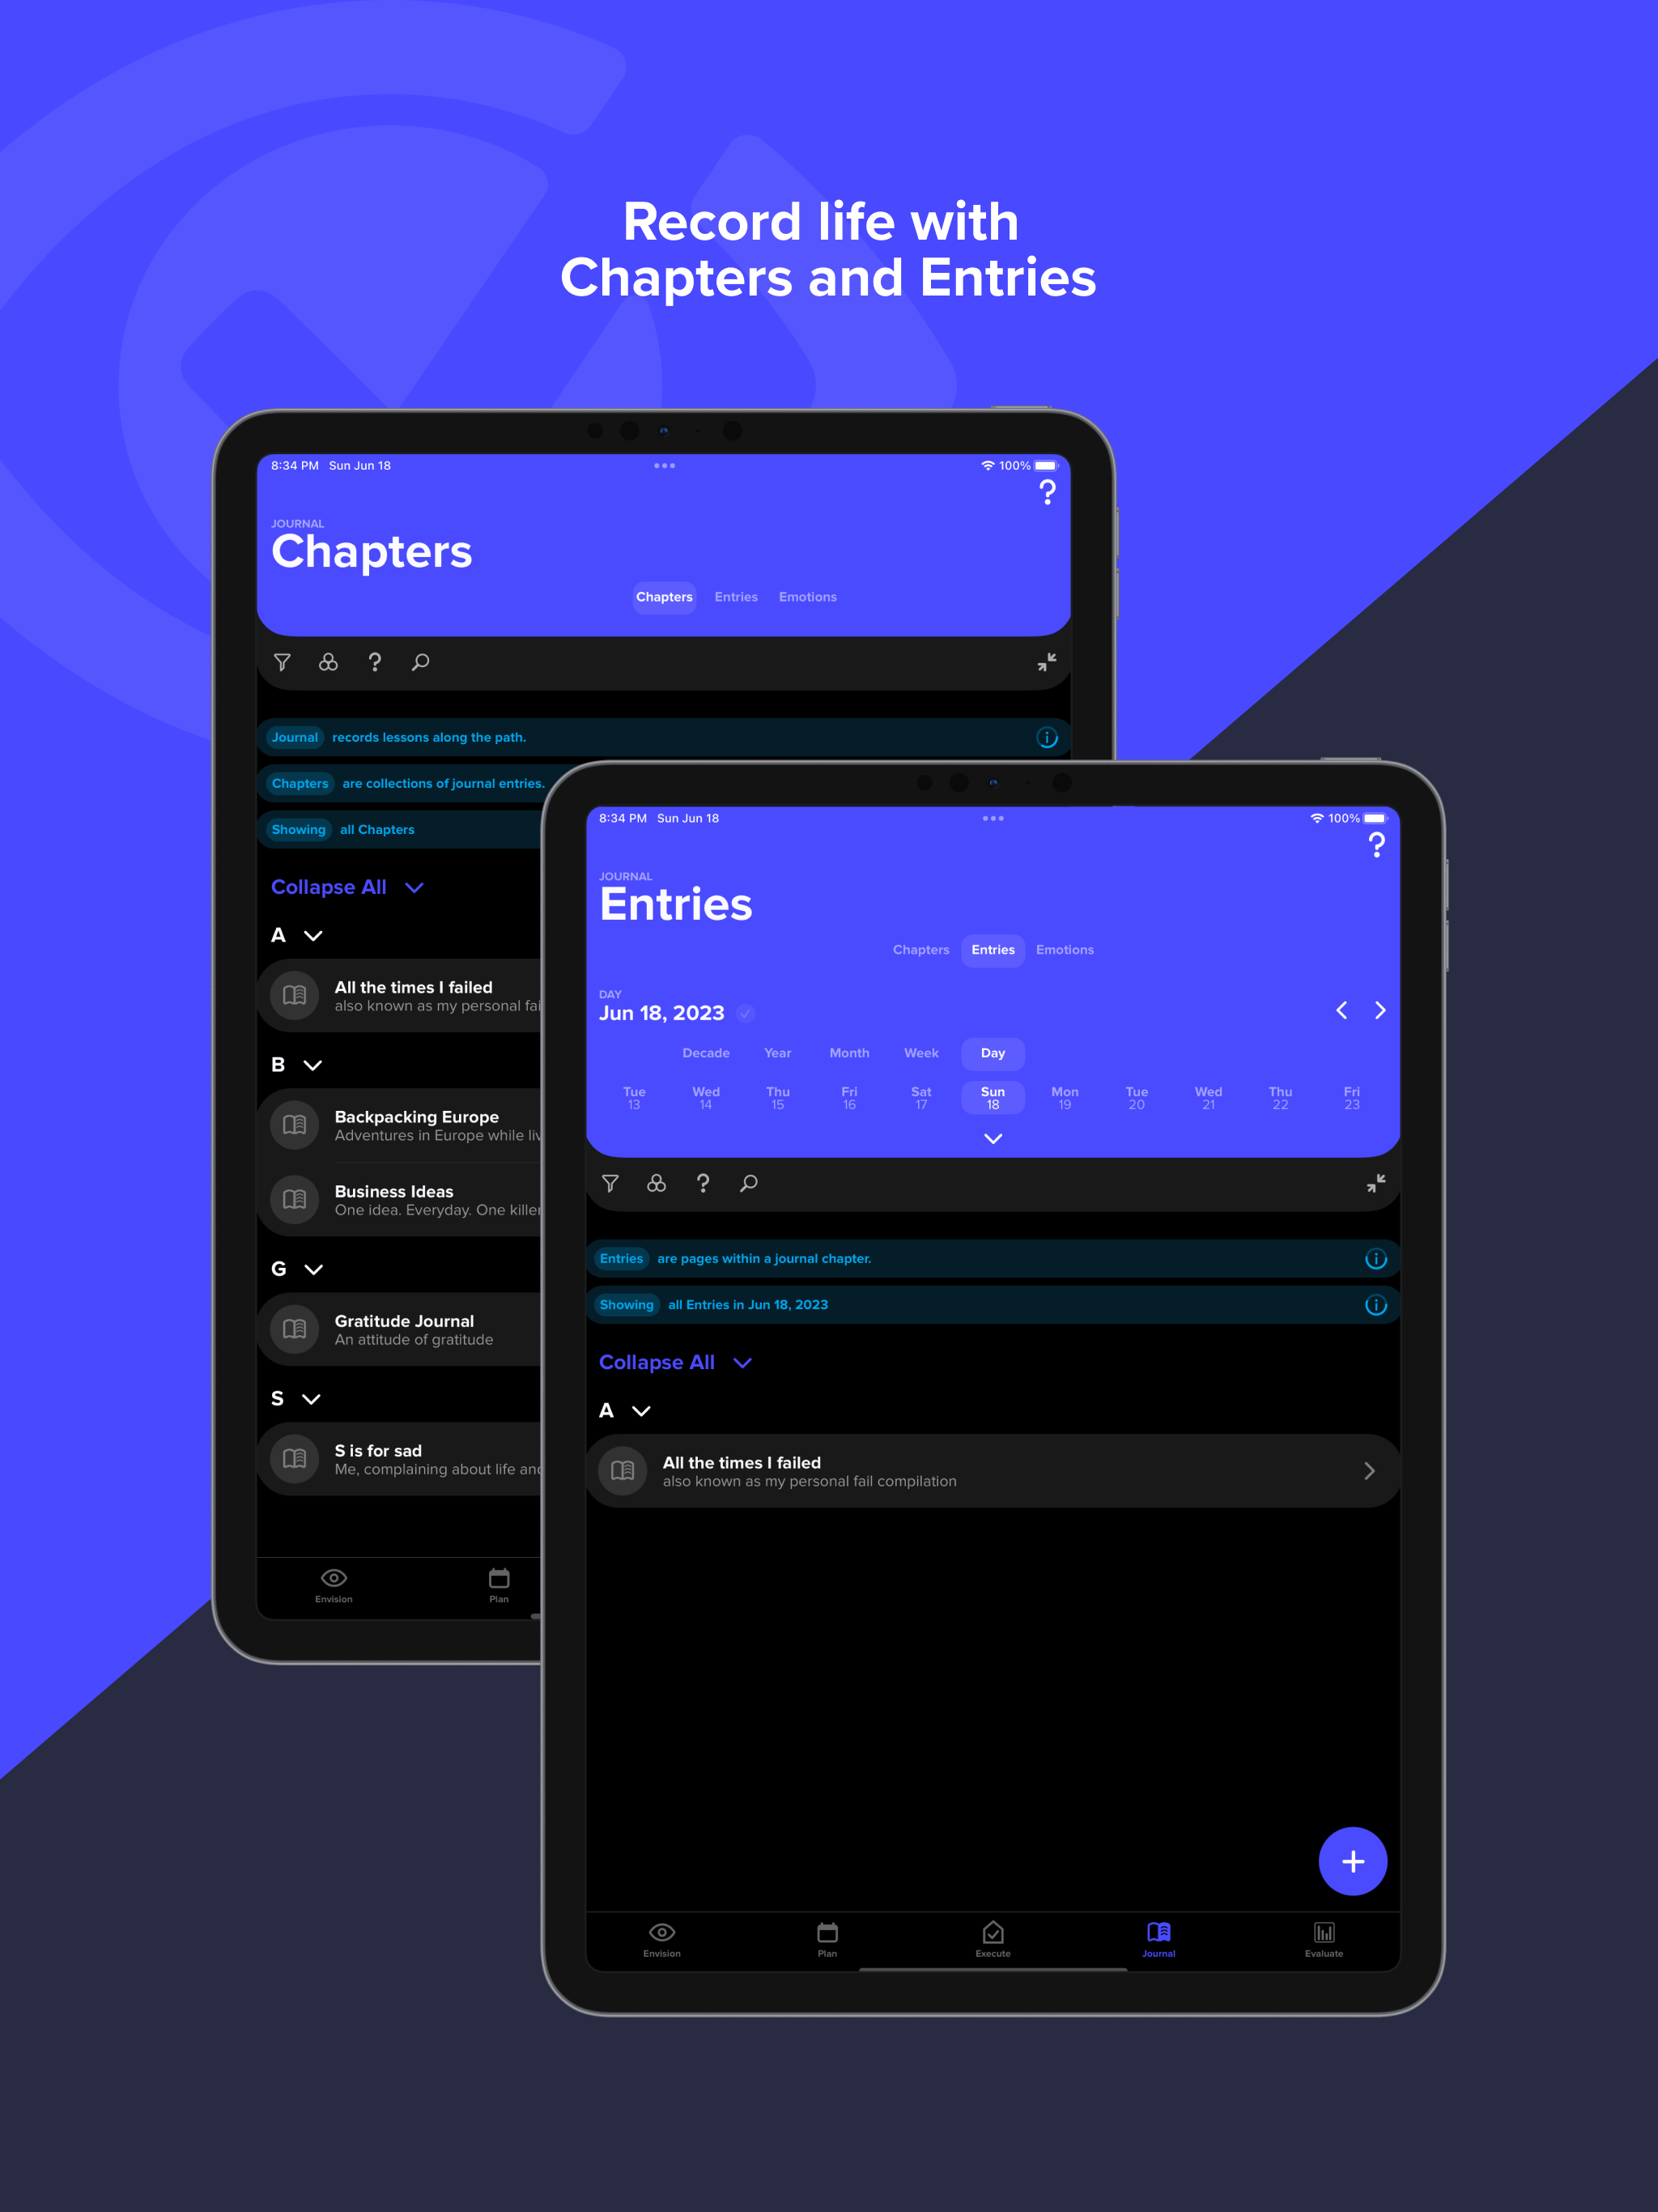 Record life with
Chapters and Entries
8:34 PM Sun Jun 18
100%
?
JOURNAL
Chapters
Chapters Entries Emotions
?
Journal records lessons along the path.
Chapters are collections of journal entries.
Showing all Chapters
Collapse All
A
All the times I failed
also known as my personal fai
B
Backpacking Europe
Adventures in Europe while liv
Business Ideas
One idea. Everyday. One killer
G
Gratitude Journal
An attitude of gratitude
S
S is for sad
Me, complaining about life and
Envision Plan
8:34 PM Sun Jun 18
100%
?
JOURNAL
Entries
Chapters Entries Emotions
DAY
Jun 18, 2023
Decade Year Month Week Day
Tue Wed Thu Fri Sat Sun Mon Tue Wed Thu Fri
13 14 15 16 17 18 19 20 21 22 23
?
Entries are pages within a journal chapter.
Showing all Entries in Jun 18, 2023
Collapse All
A
All the times I failed
also known as my personal fail compilation
+
Envision Plan Execute Journal Evaluate